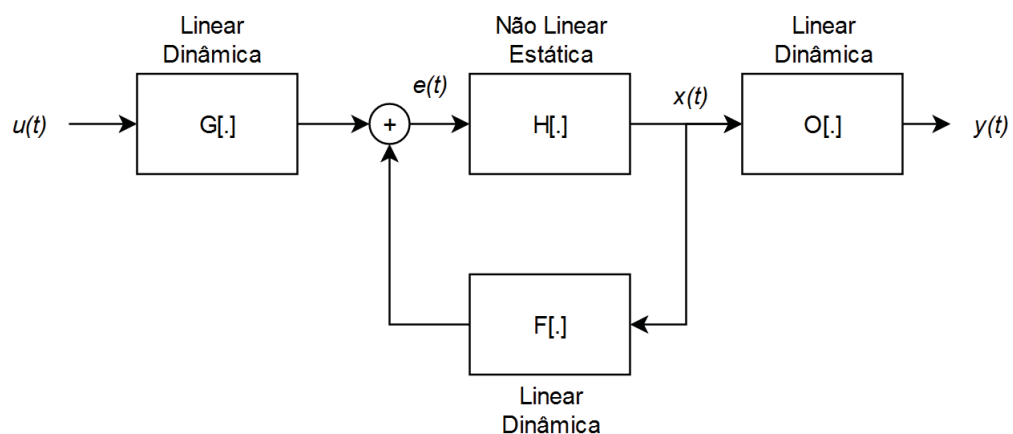 Linear
Dinâmica
Não Linear
Estática
Linear
Dinâmica
u(t)
G[.]
+
e(t)
H[.]
x(t)
O[.]
y(t)
F[.]
Linear
Dinâmica